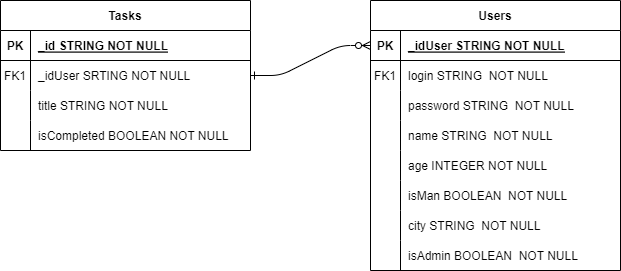 Tasks
PK _id STRING NOT NULL
FK1 _idUser SRTING NOT NULL
title STRING NOT NULL
isCompleted BOOLEAN NOT NULL
Users
PK _idUser STRING NOT NULL
FK1 login STRING NOT NULL
password STRING NOT NULL
name STRING NOT NULL
age INTEGER NOT NULL
isMan BOOLEAN NOT NULL
city STRING NOT NULL
isAdmin BOOLEAN NOT NULL